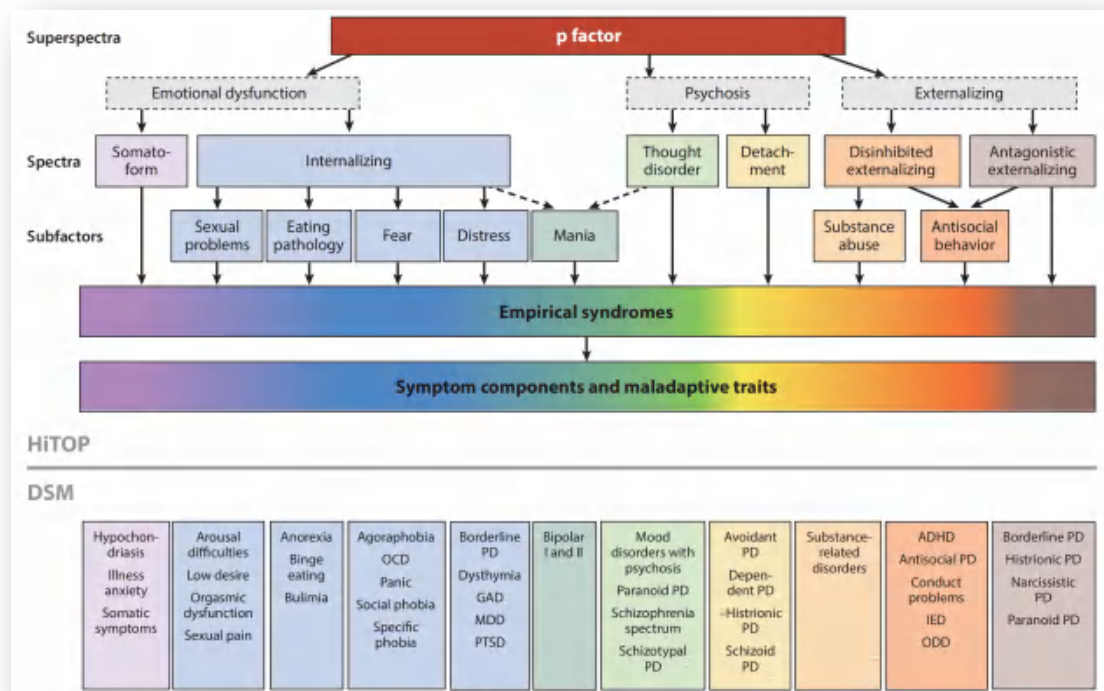 Superspectra
p factor
Emotional dysfunction
Psychosis
Externalizing
Spectra
Somato-
form
Internalizing
Thought
disorder
Detach-
ment
Disinhibited
externalizing
Antagonistic
externalizing
Subfactors
Sexual
problems
Eating
pathology
Fear
Distress
Mania
Substance
abuse
Antisocial
behavior
Empirical syndromes
Symptom components and maladaptive traits
HiTOP
DSM
Hypochon-
driasis
Illness
anxiety
Somatic
symptoms
Arousal
difficulties
Low desire
Orgasmic
dysfunction
Sexual pain
Anorexia
Binge
eating
Bulimia
Agoraphobia
OCD
Panic
Social phobia
Specific
phobia
Borderline
PD
Dysthymia
GAD
MDD
PTSD
Bipolar
I and II
Mood
disorders with
psychosis
Paranoid PD
Schizophrenia
spectrum
Schizotypal
PD
Avoidant
PD
Depen-
dent PD
–Histrionic
PD
Schizoid
PD
Substance-
related
disorders
ADHD
Antisocial PD
Conduct
problems
IED
ODD
Borderline PD
Histrionic PD
Narcissistic
PD
Paranoid PD